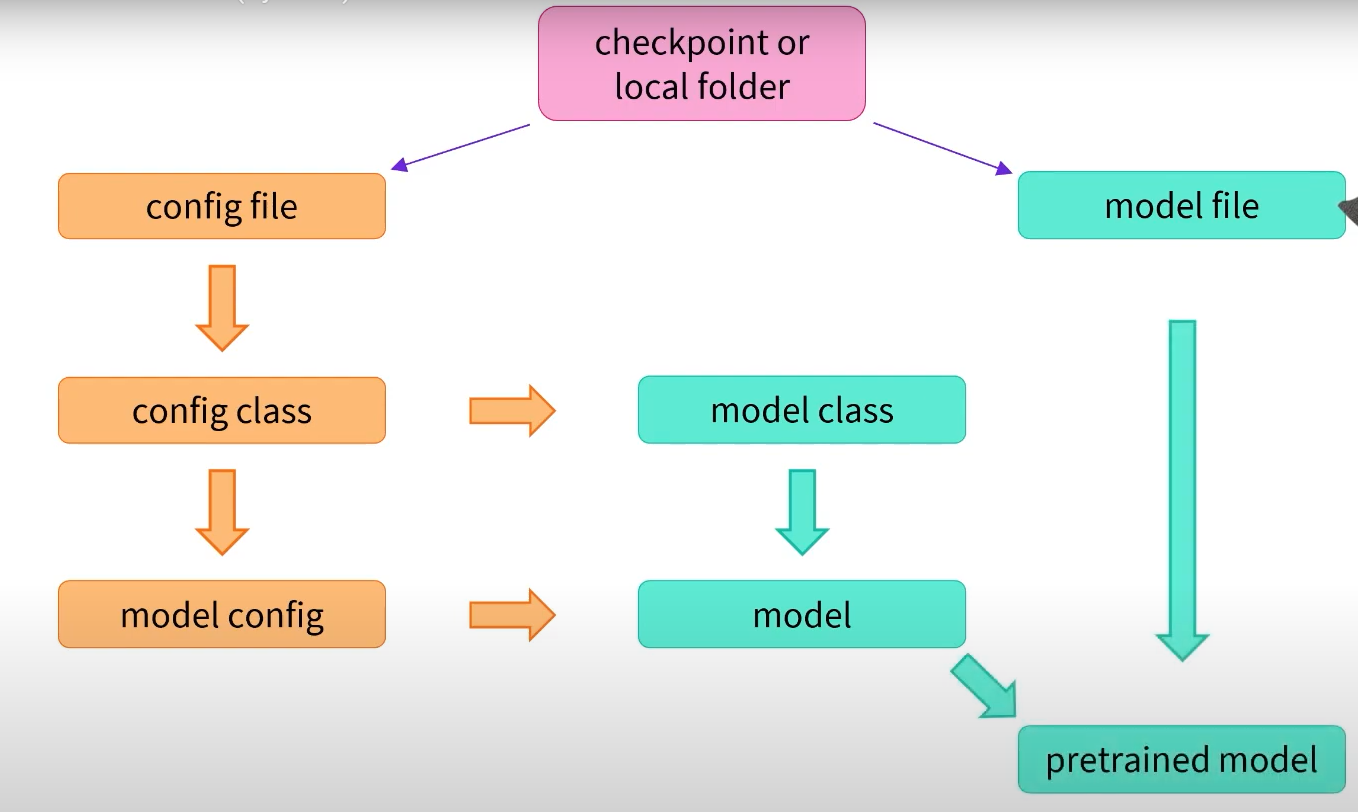 checkpoint or
local folder
config file
model file
config class
model class
model config
model
pretrained model